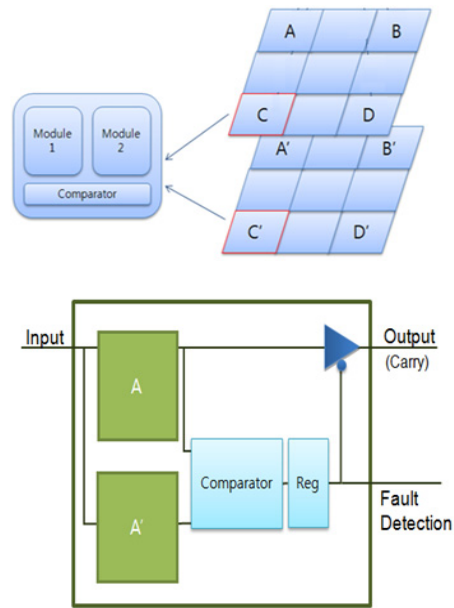 A B
Module 1 Module 2
Comparator
C D
A' B'
C' D'
Input
Output
(Carry)
A
Comparator
Reg
A'
Fault
Detection